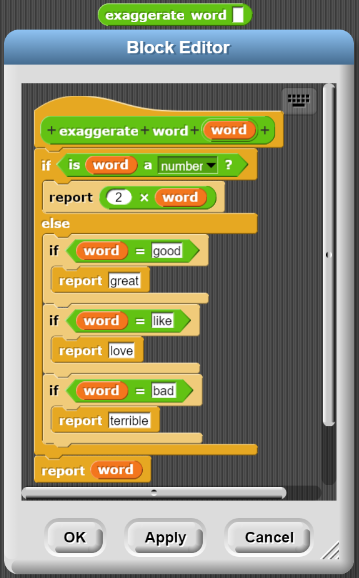 exaggerate word
Block Editor
+ exaggerate + word + word +
if is word a number ?
report 2 × word
else
if word = good
report great
if word = like
report love
if word = bad
report terrible
report word
OK Apply Cancel